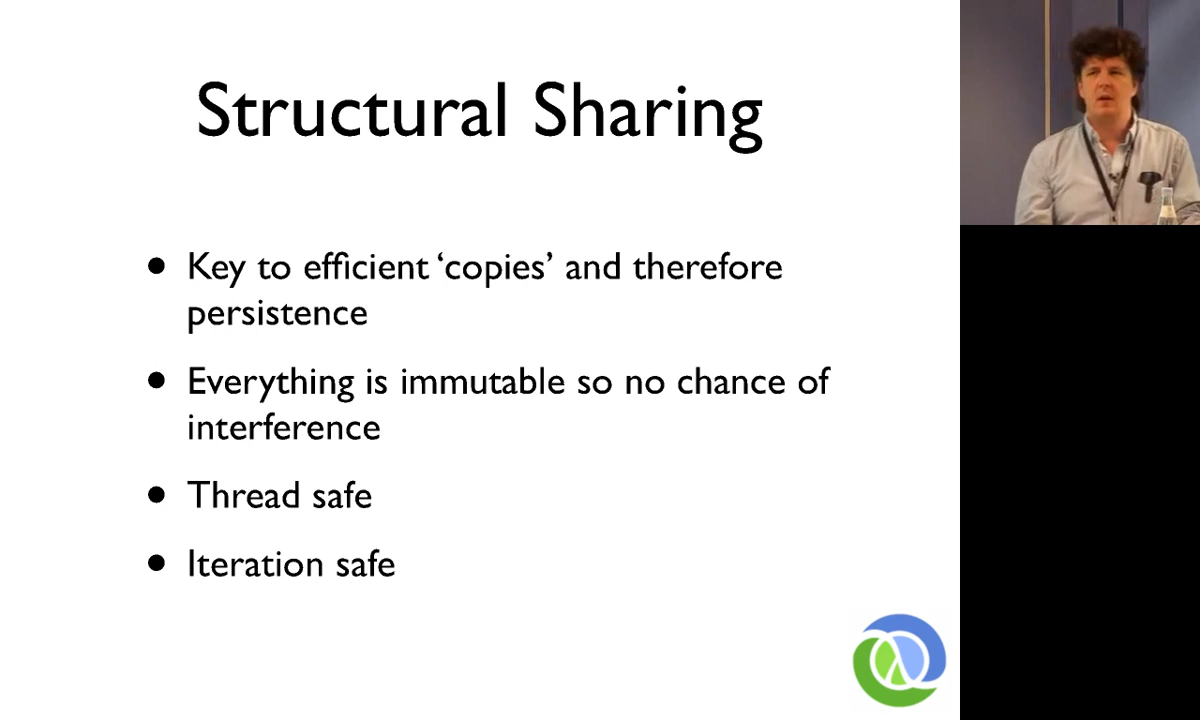 Structural Sharing
• Key to efficient ‘copies’ and therefore
persistence
• Everything is immutable so no chance of
interference
• Thread safe
• Iteration safe